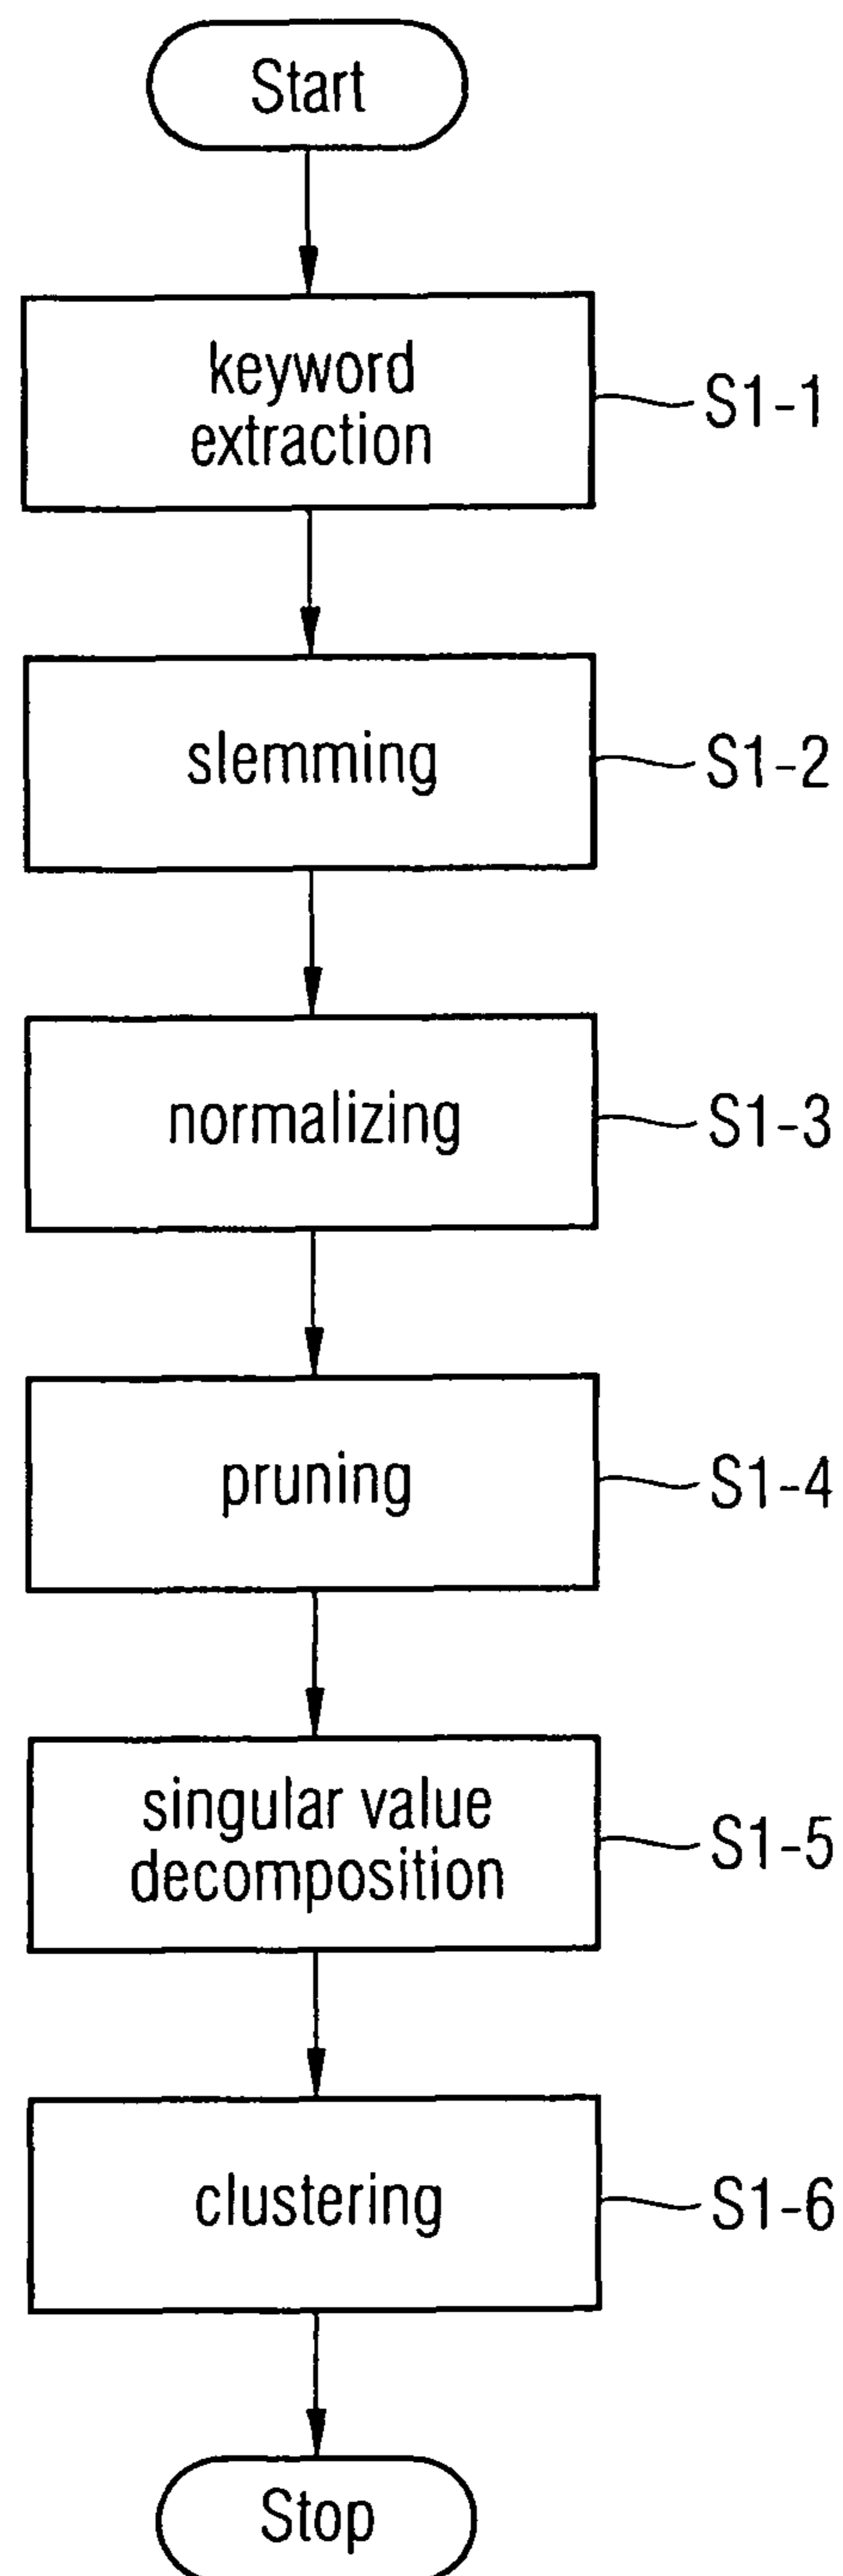 Start
keyword
extraction
S1-1
slemming
S1-2
normalizing
S1-3
pruning
S1-4
singular value
decomposition
S1-5
clustering
S1-6
Stop